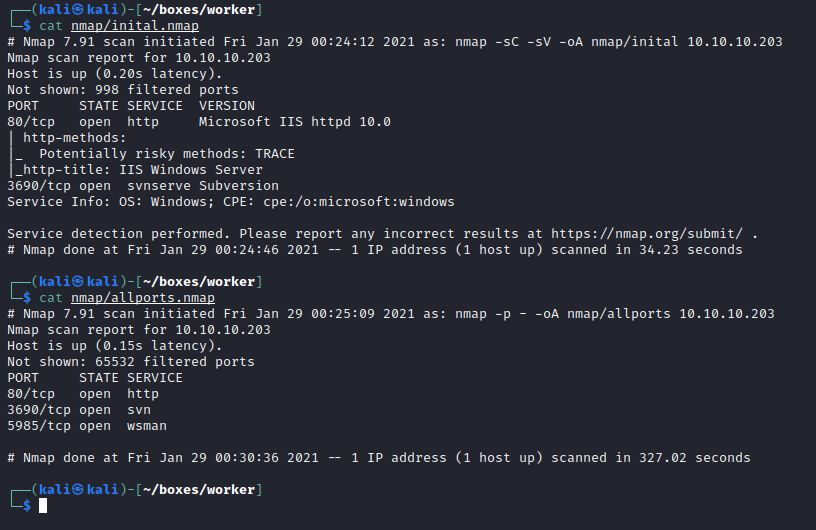 ┌──(kali㉿kali)-[~/boxes/worker]
└─$ cat nmap/inital.nmap
# Nmap 7.91 scan initiated Fri Jan 29 00:24:12 2021 as: nmap -sC -sV -oA nmap/inital 10.10.10.203
Nmap scan report for 10.10.10.203
Host is up (0.20s latency).
Not shown: 998 filtered ports
PORT     STATE SERVICE  VERSION
80/tcp   open  http     Microsoft IIS httpd 10.0
| http-methods:
|_  Potentially risky methods: TRACE
|_http-title: IIS Windows Server
3690/tcp open  svnserve Subversion
Service Info: OS: Windows; CPE: cpe:/o:microsoft:windows

Service detection performed. Please report any incorrect results at https://nmap.org/submit/ .
# Nmap done at Fri Jan 29 00:24:46 2021 -- 1 IP address (1 host up) scanned in 34.23 seconds

┌──(kali㉿kali)-[~/boxes/worker]
└─$ cat nmap/allports.nmap
# Nmap 7.91 scan initiated Fri Jan 29 00:25:09 2021 as: nmap -p - -oA nmap/allports 10.10.10.203
Nmap scan report for 10.10.10.203
Host is up (0.15s latency).
Not shown: 65532 filtered ports
PORT     STATE SERVICE
80/tcp   open  http
3690/tcp open  svn
5985/tcp open  wsman

# Nmap done at Fri Jan 29 00:30:36 2021 -- 1 IP address (1 host up) scanned in 327.02 seconds

┌──(kali㉿kali)-[~/boxes/worker]
└─$